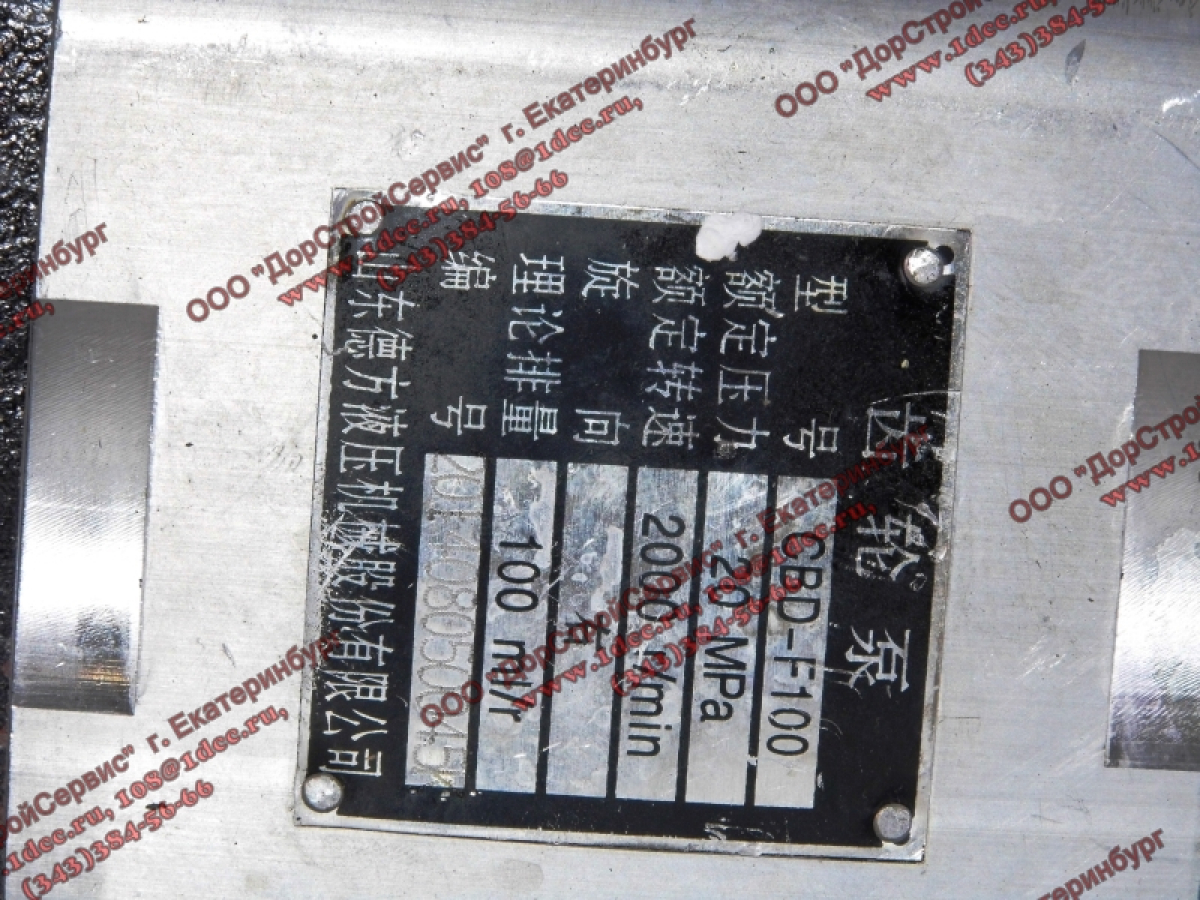 齿轮泵
型号 CBD-F100
额定压力 20 MPa
额定转速 2000 r/min
旋向 右
理论排量 100 ml/r
编号
山东德方液压机械股份有限公司
ООО "ДорСтройСервис" г. Екатеринбург
www.1dcc.ru, 108@1dcc.ru,
(343)384-56-66